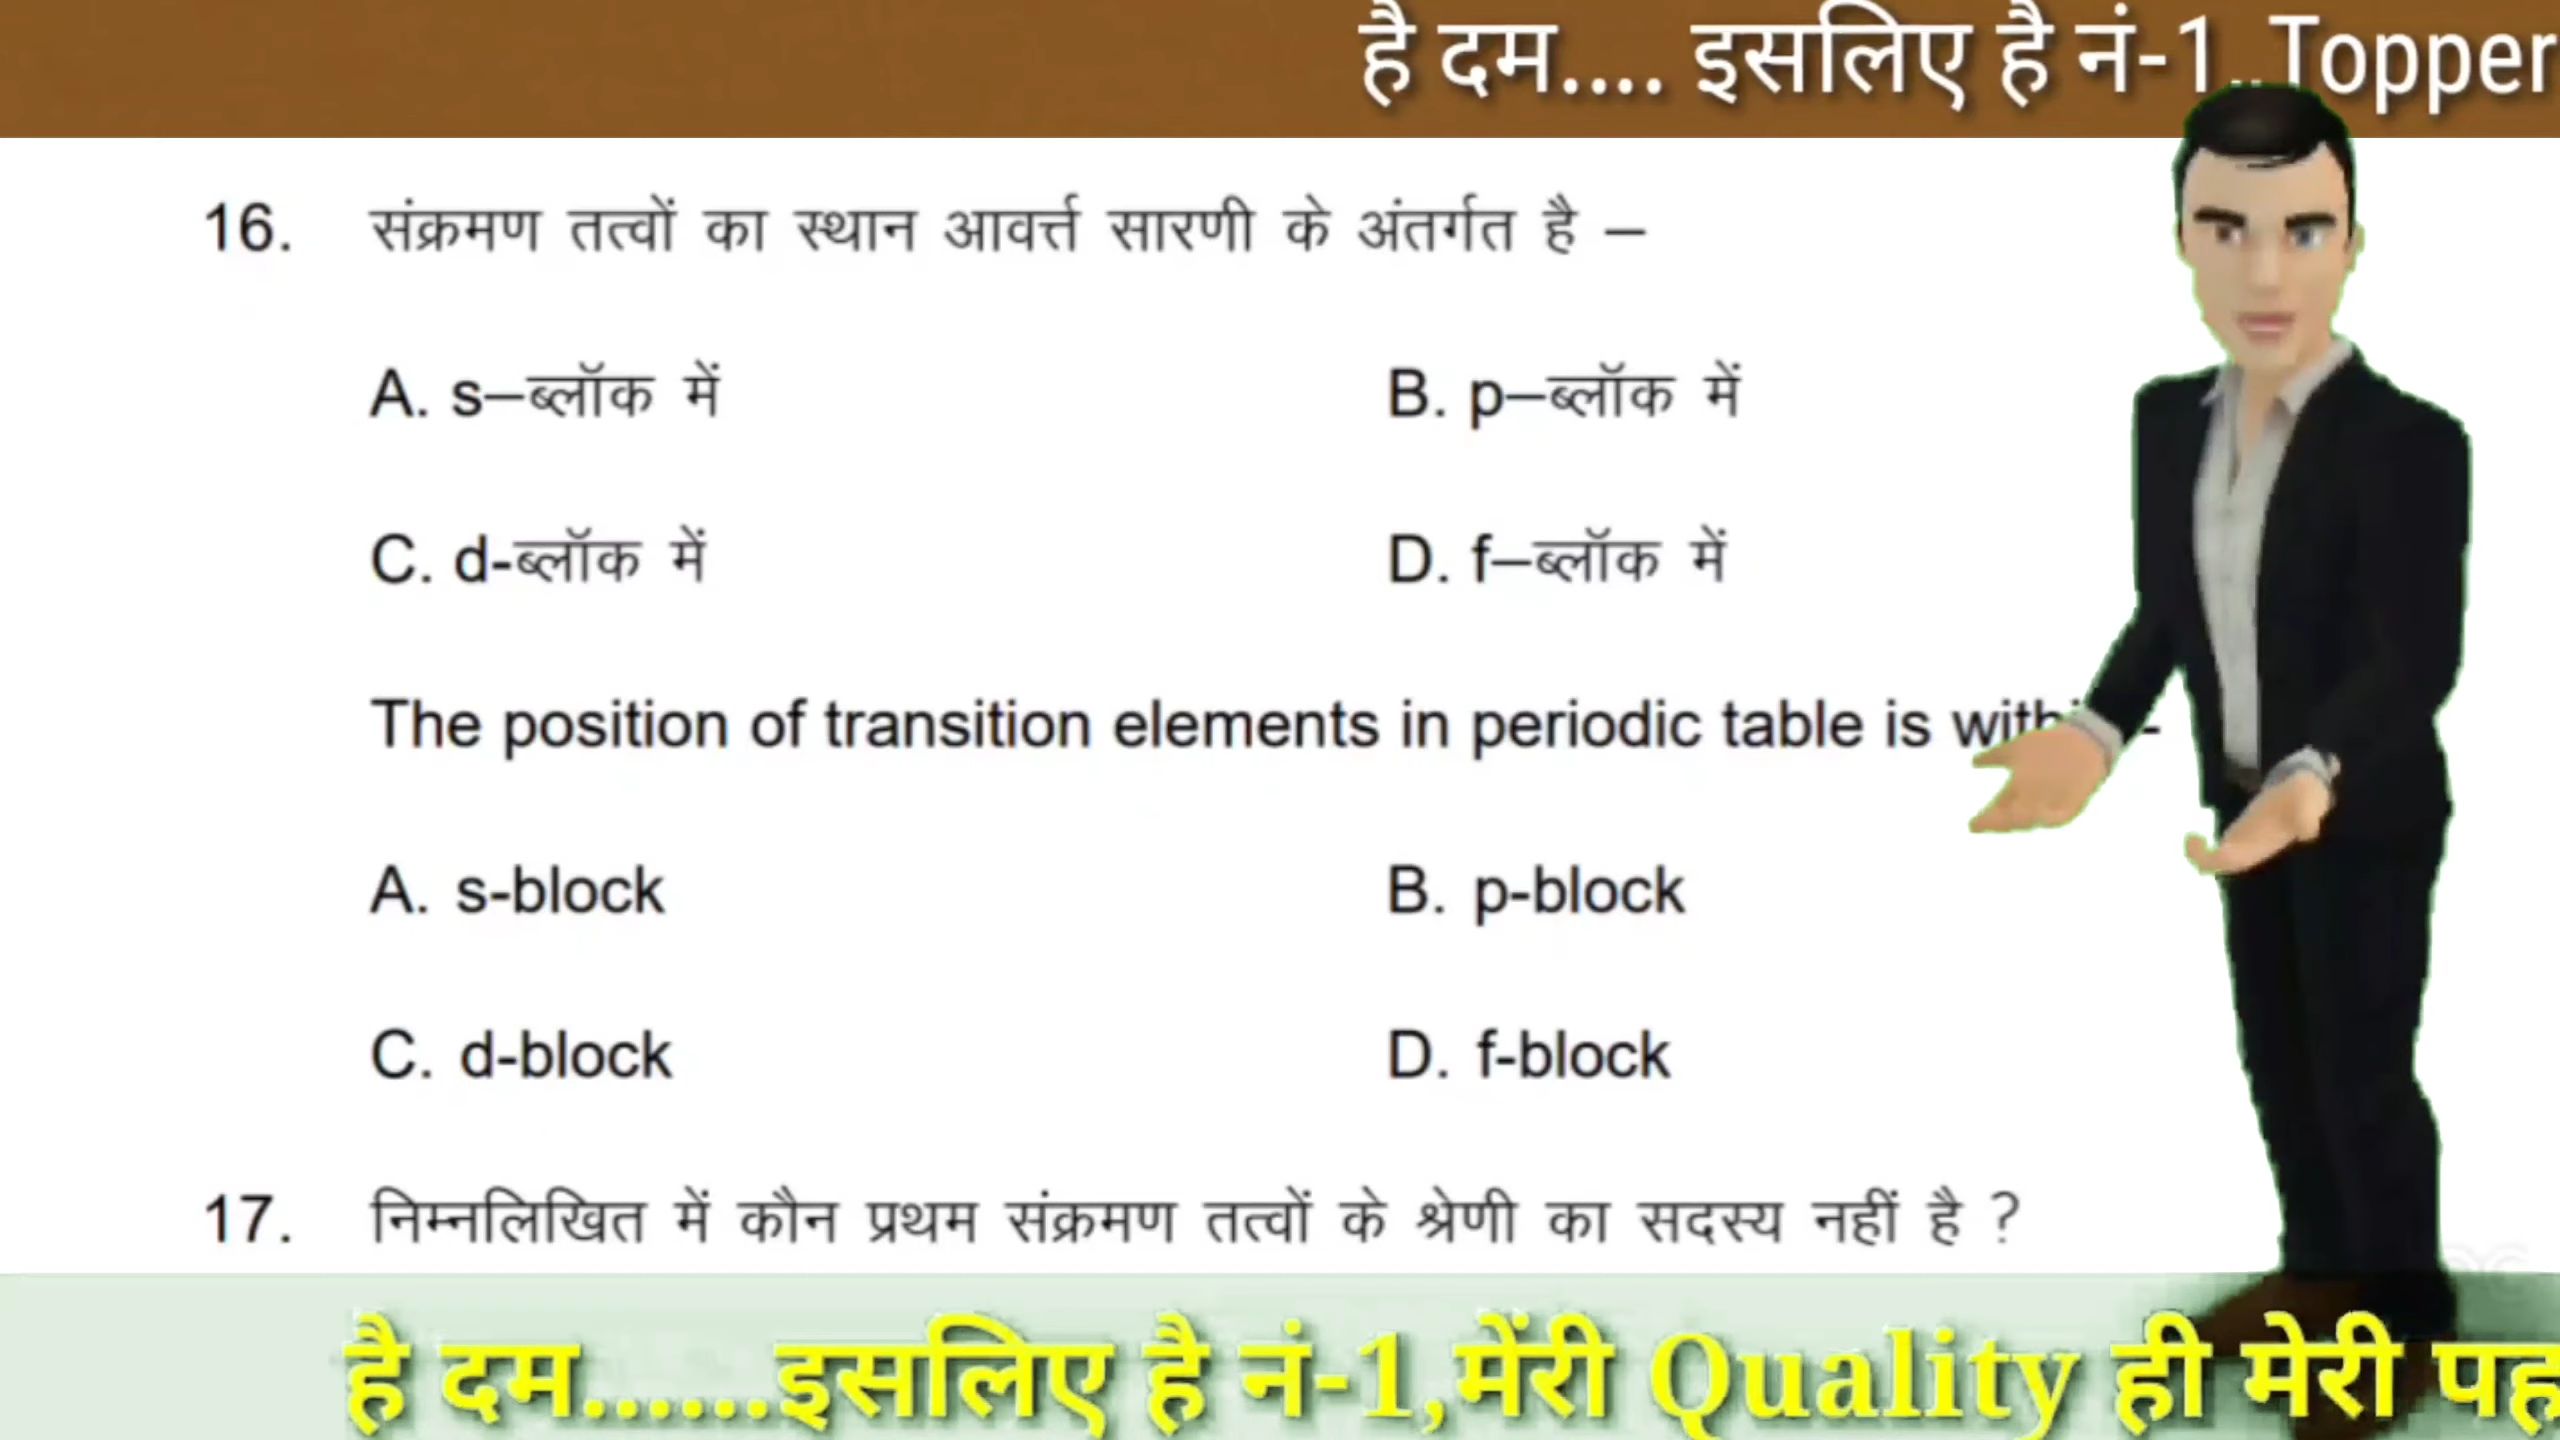 है दम.... इसलिए है नं-1..Topper
16. संक्रमण तत्वों का स्थान आवर्त्त सारणी के अंतर्गत है –
A. s–ब्लॉक में B. p–ब्लॉक में
C. d-ब्लॉक में D. f–ब्लॉक में
The position of transition elements in periodic table is
A. s-block B. p-block
C. d-block D. f-block
17. निम्नलिखित में कौन प्रथम संक्रमण तत्वों के श्रेणी का सदस्य नहीं है ?
है दम......इसलिए है नं-1,मेंरी Quality ही मेरी